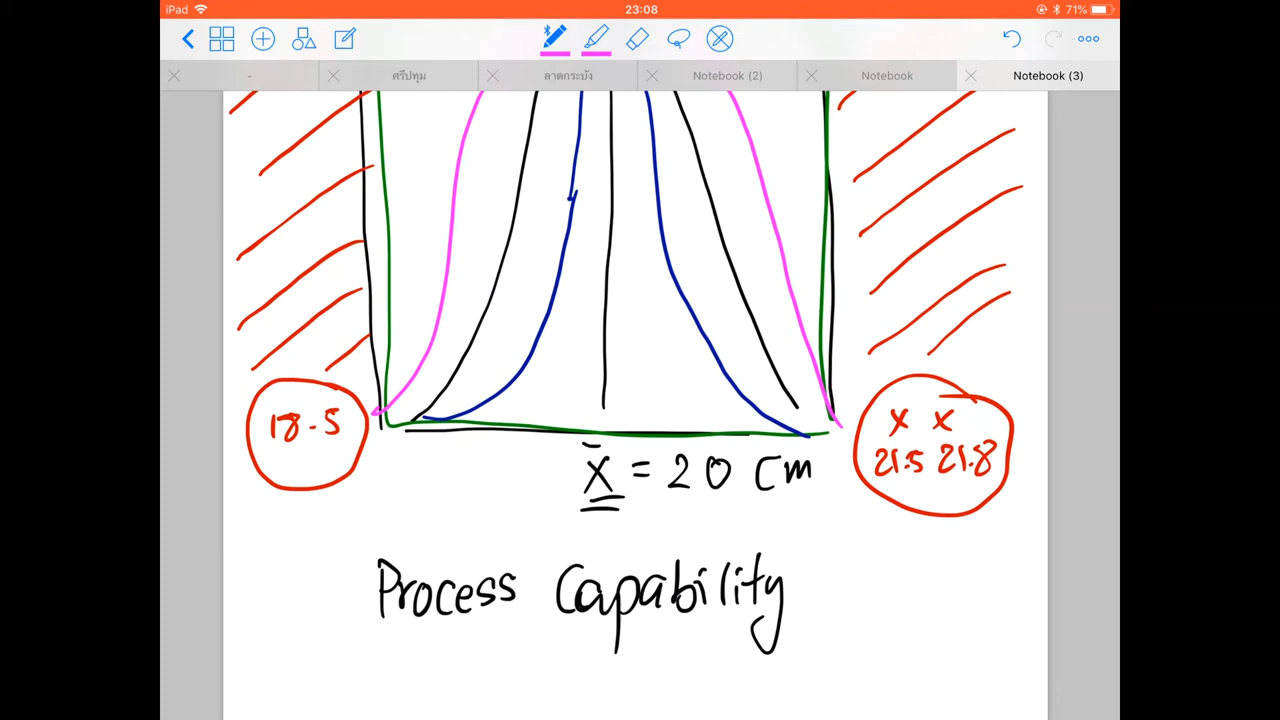 iPad 23:08 71%
- ศรีปทุม ลาดกระบัง Notebook (2) Notebook Notebook (3)
18.5 x x
21.5 21.8
x̄ = 20 cm
Process Capability